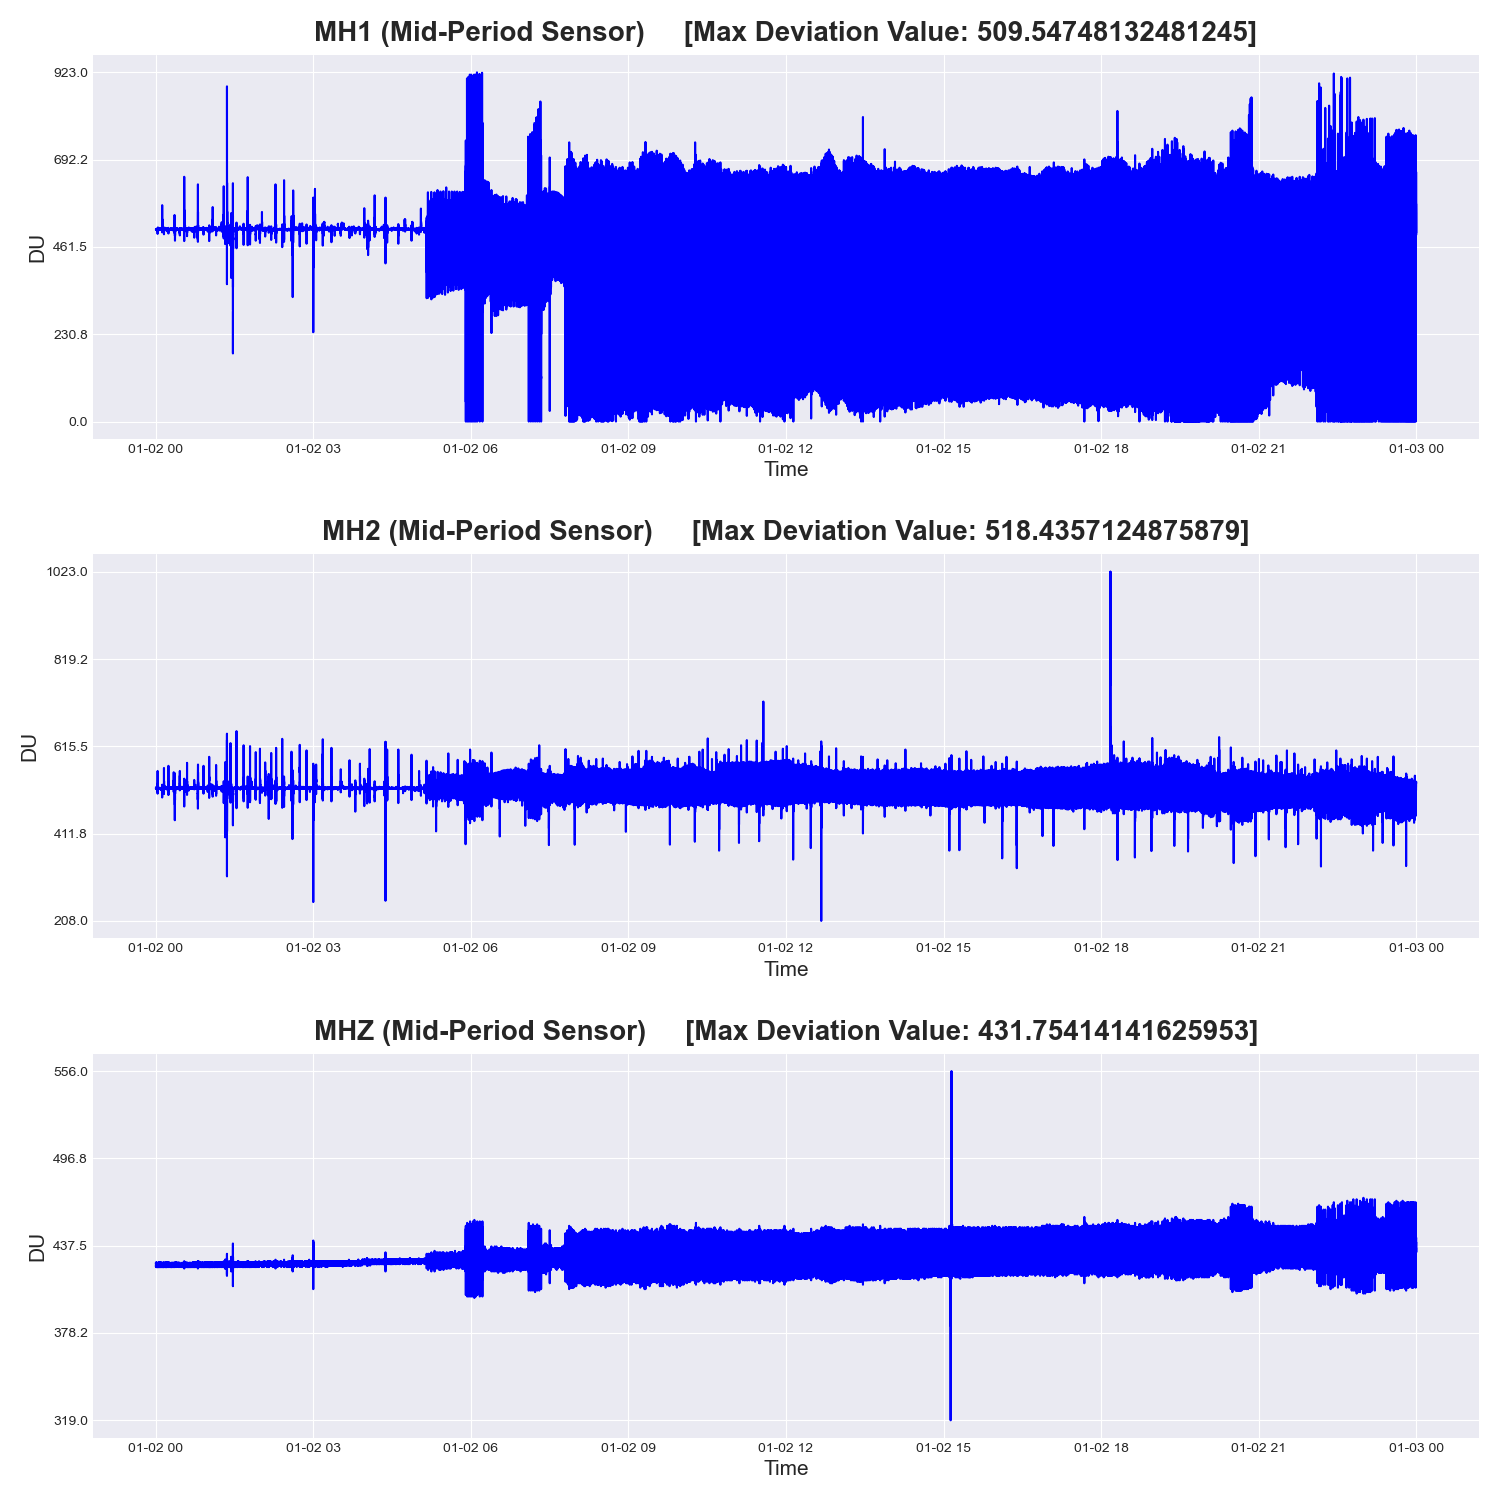 MH1 (Mid-Period Sensor) [Max Deviation Value: 509.54748132481245]
923.0
692.2
461.5
230.8
0.0
DU
01-02 00 01-02 03 01-02 06 01-02 09 01-02 12 01-02 15 01-02 18 01-02 21 01-03 00
Time
MH2 (Mid-Period Sensor) [Max Deviation Value: 518.4357124875879]
1023.0
819.2
615.5
411.8
208.0
DU
01-02 00 01-02 03 01-02 06 01-02 09 01-02 12 01-02 15 01-02 18 01-02 21 01-03 00
Time
MHZ (Mid-Period Sensor) [Max Deviation Value: 431.75414141625953]
556.0
496.8
437.5
378.2
319.0
DU
01-02 00 01-02 03 01-02 06 01-02 09 01-02 12 01-02 15 01-02 18 01-02 21 01-03 00
Time